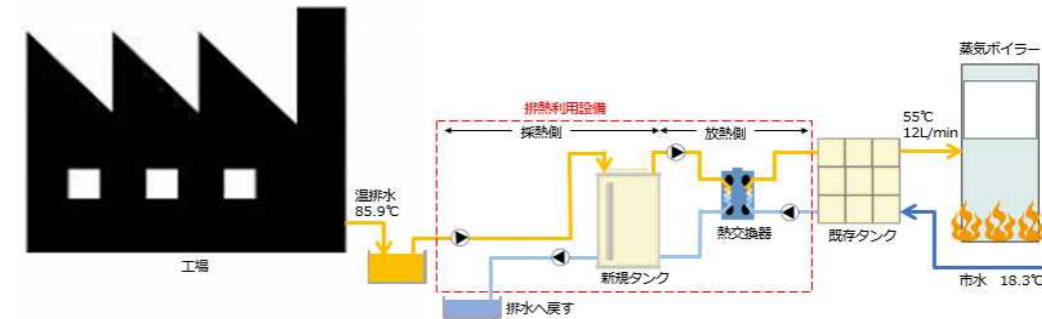 蒸気ボイラー
排熱利用設備
採熱側
放熱側
55℃
12L/min
温排水
85.9℃
熱交換器
既存タンク
工場
新規タンク
市水 18.3℃
排水へ戻す